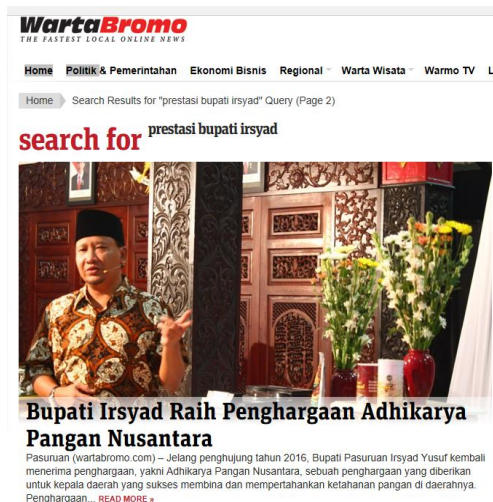 WartaBromo
THE FASTEST LOCAL ONLINE NEWS
Home Politik & Pemerintahan Ekonomi Bisnis Regional Warta Wisata Warmo TV L
Home Search Results for "prestasi bupati irsyad" Query (Page 2)
search for prestasi bupati irsyad
Bupati Irsyad Raih Penghargaan Adhikarya
Pangan Nusantara
Pasuruan (wartabromo.com) – Jelang penghujung tahun 2016, Bupati Pasuruan Irsyad Yusuf kembali
menerima penghargaan, yakni Adhikarya Pangan Nusantara, sebuah penghargaan yang diberikan
untuk kepala daerah yang sukses membina dan mempertahankan ketahanan pangan di daerahnya.
Penghargaan... READ MORE »